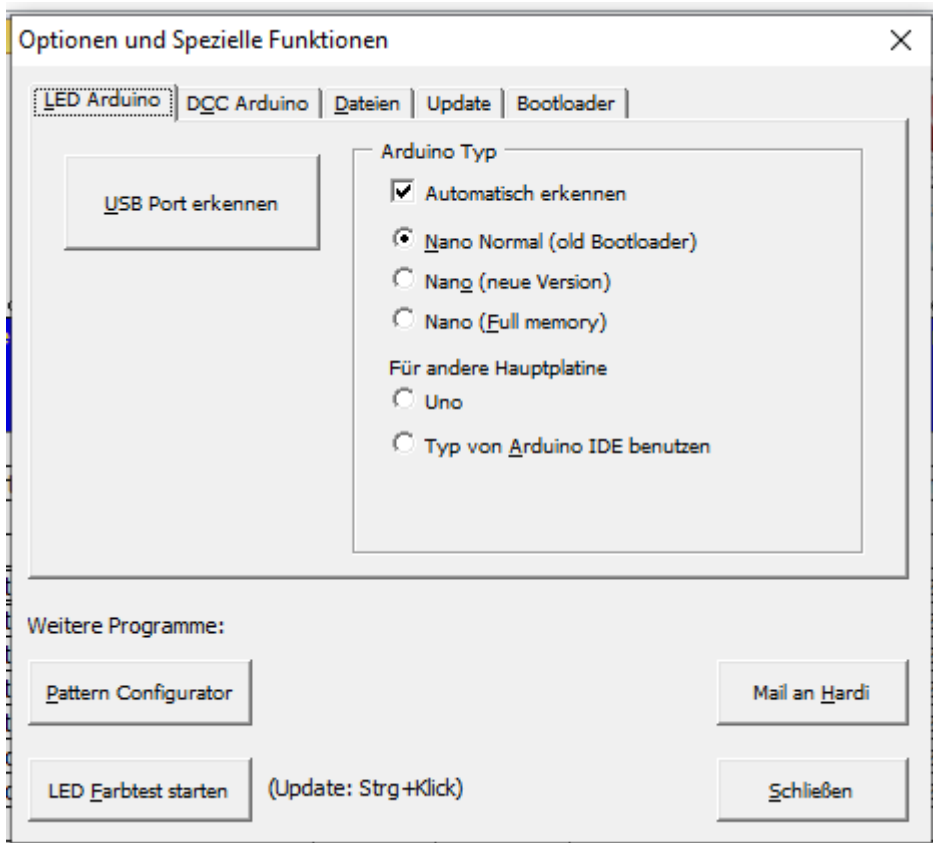 Optionen und Spezielle Funktionen
LED Arduino
DCC Arduino
Dateien
Update
Bootloader
USB Port erkennen
Arduino Typ
Automatisch erkennen
Nano Normal (old Bootloader)
Nano (neue Version)
Nano (Full memory)
Für andere Hauptplatine
Uno
Typ von Arduino IDE benutzen
Weitere Programme:
Pattern Configurator
Mail an Hardi
LED Farbtest starten
(Update: Strg+Klick)
Schließen